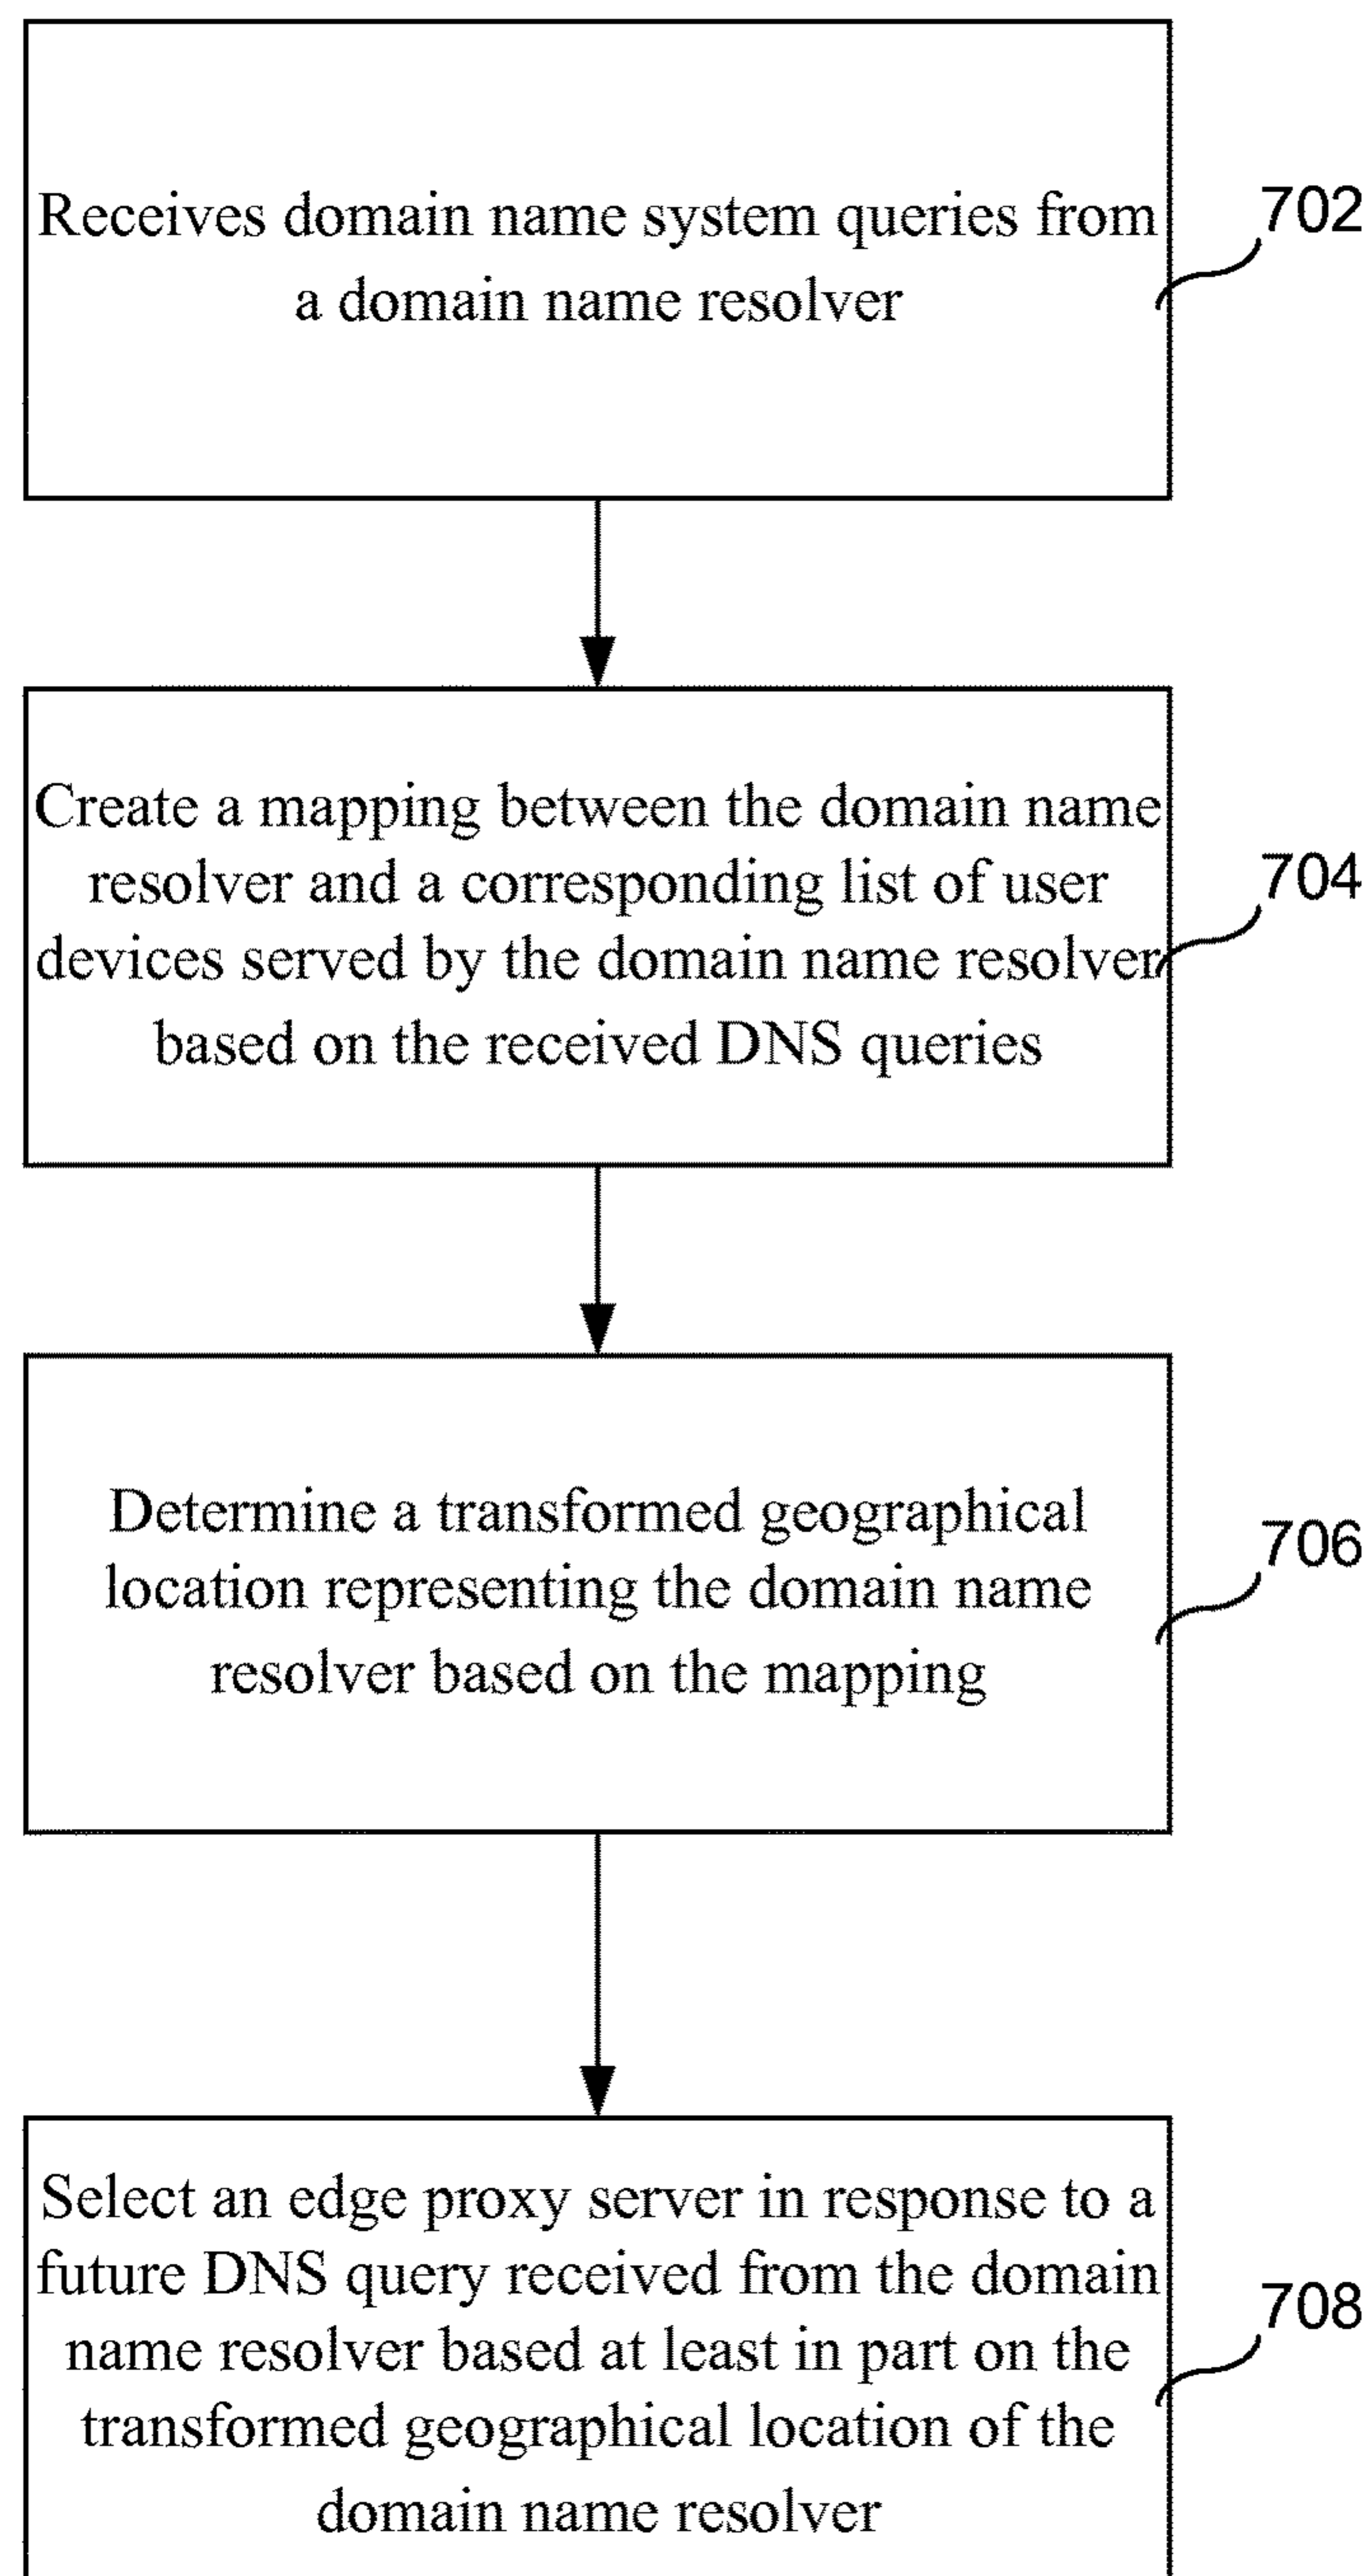 Receives domain name system queries from
a domain name resolver
702
Create a mapping between the domain name
resolver and a corresponding list of user
devices served by the domain name resolver
based on the received DNS queries
704
Determine a transformed geographical
location representing the domain name
resolver based on the mapping
706
Select an edge proxy server in response to a
future DNS query received from the domain
name resolver based at least in part on the
transformed geographical location of the
domain name resolver
708